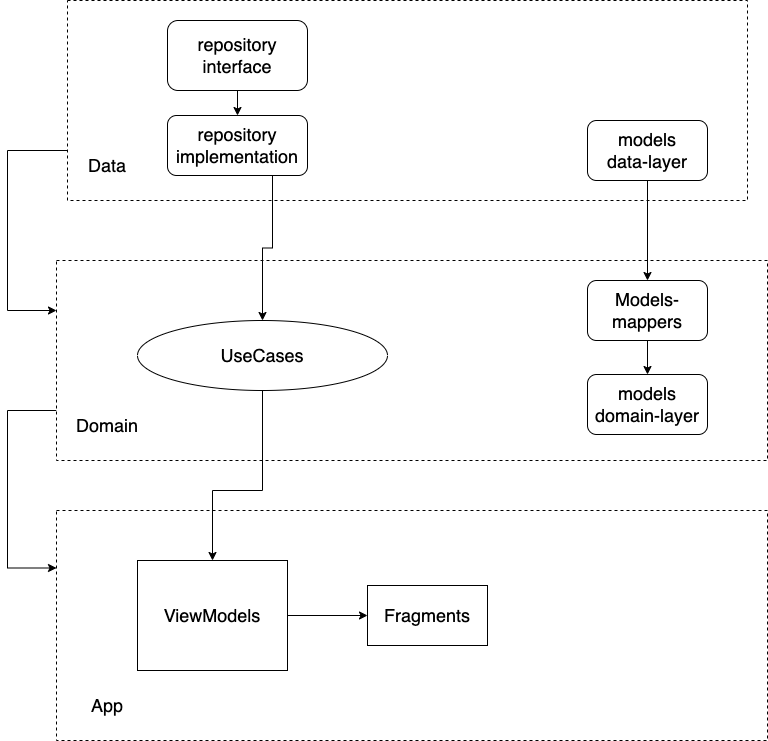 repository
interface
repository
implementation
models
data-layer
Data
Models-
mappers
UseCases
models
domain-layer
Domain
ViewModels
Fragments
App